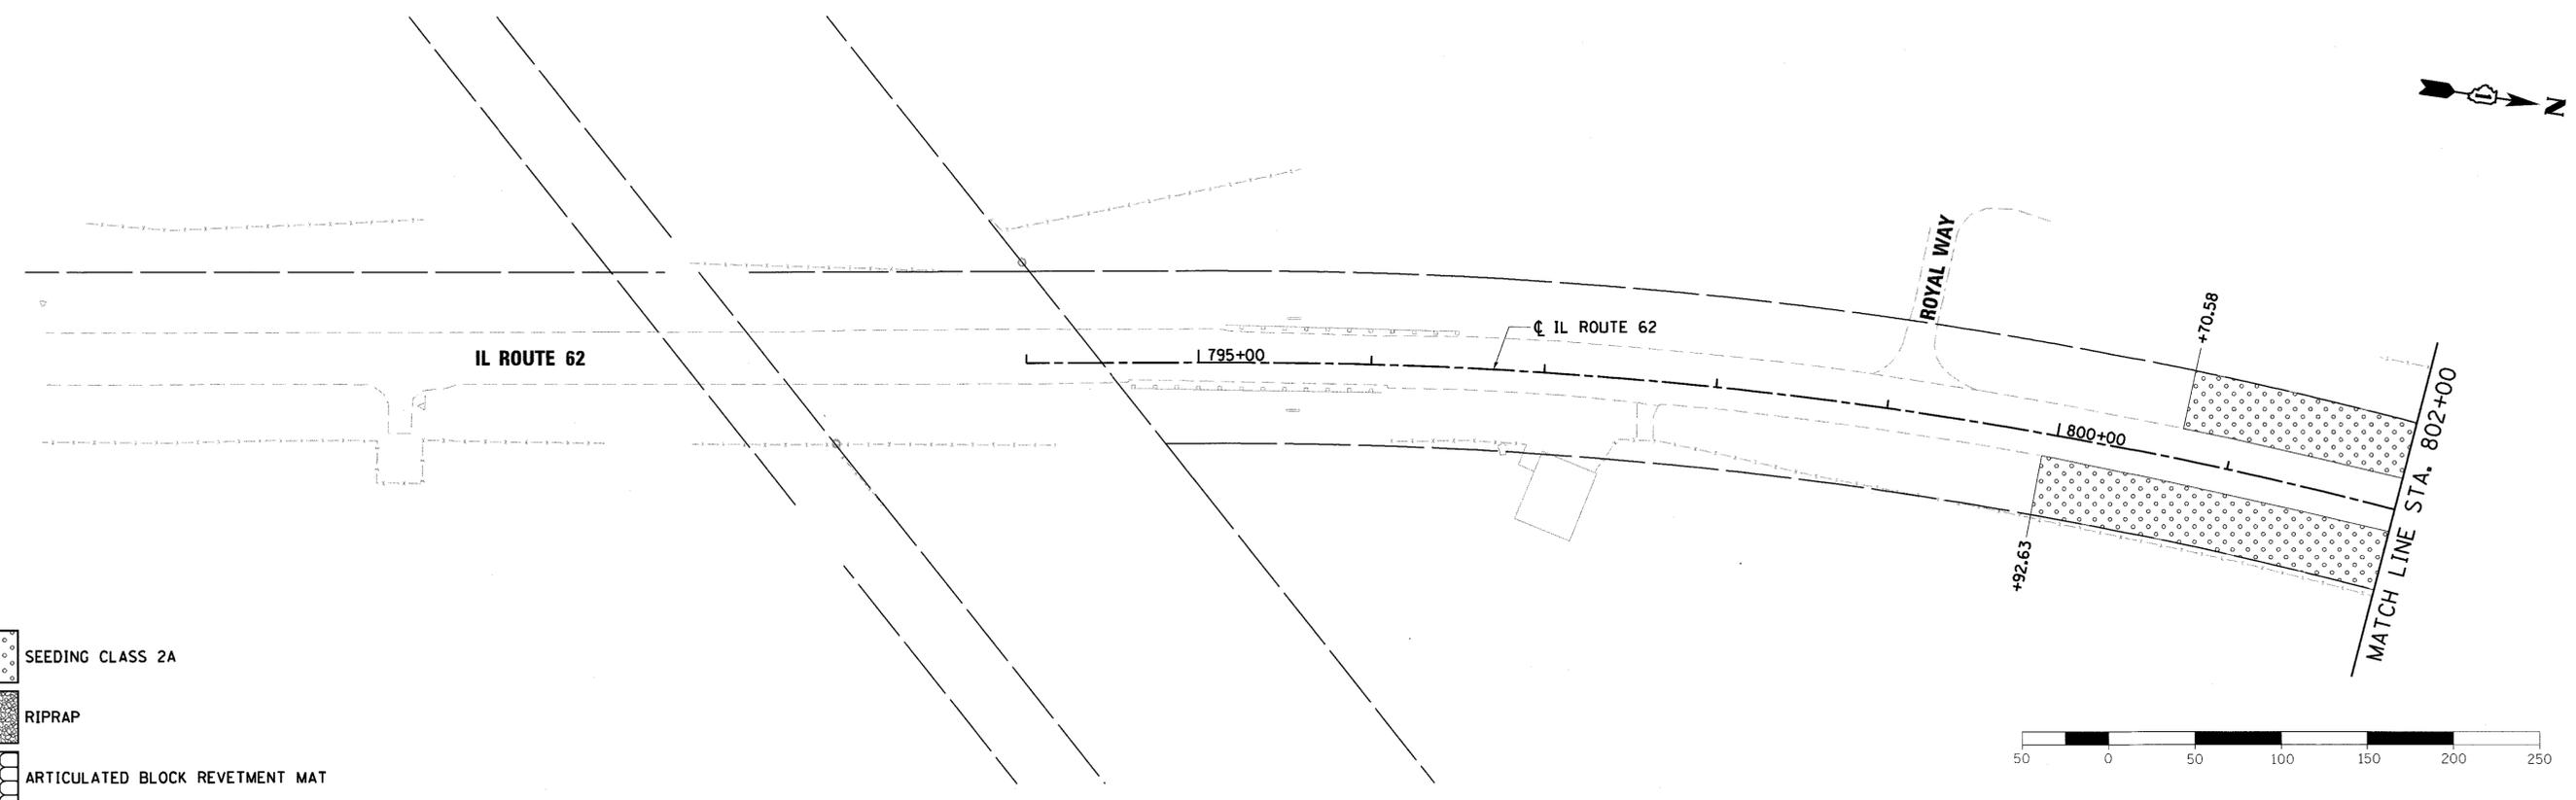 N
ROYAL WAY
+70.58
℄ IL ROUTE 62
795+00
IL ROUTE 62
800+00
MATCH LINE STA. 802+00
+92.63
SEEDING CLASS 2A
RIPRAP
ARTICULATED BLOCK REVETMENT MAT
50 0 50 100 150 200 250